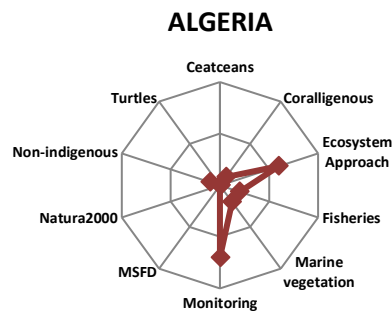 ALGERIA
Ceatceans
Turtles
Coralligenous
Ecosystem
Approach
Non-indigenous
Natura2000
Fisheries
MSFD
Marine
vegetation
Monitoring